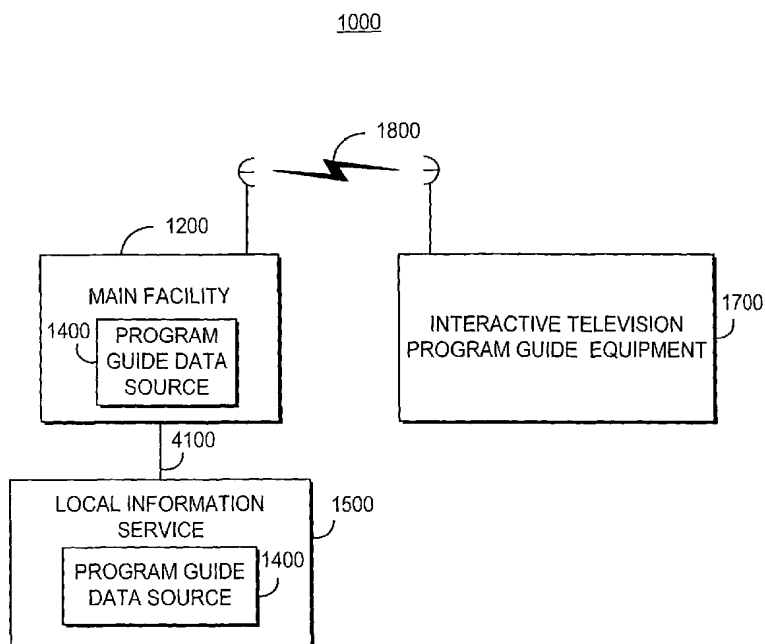 1000
1800
1200
MAIN FACILITY
1400
PROGRAM
GUIDE DATA
SOURCE
INTERACTIVE TELEVISION
PROGRAM GUIDE EQUIPMENT
1700
4100
LOCAL INFORMATION
SERVICE
1500
PROGRAM GUIDE
DATA SOURCE
1400